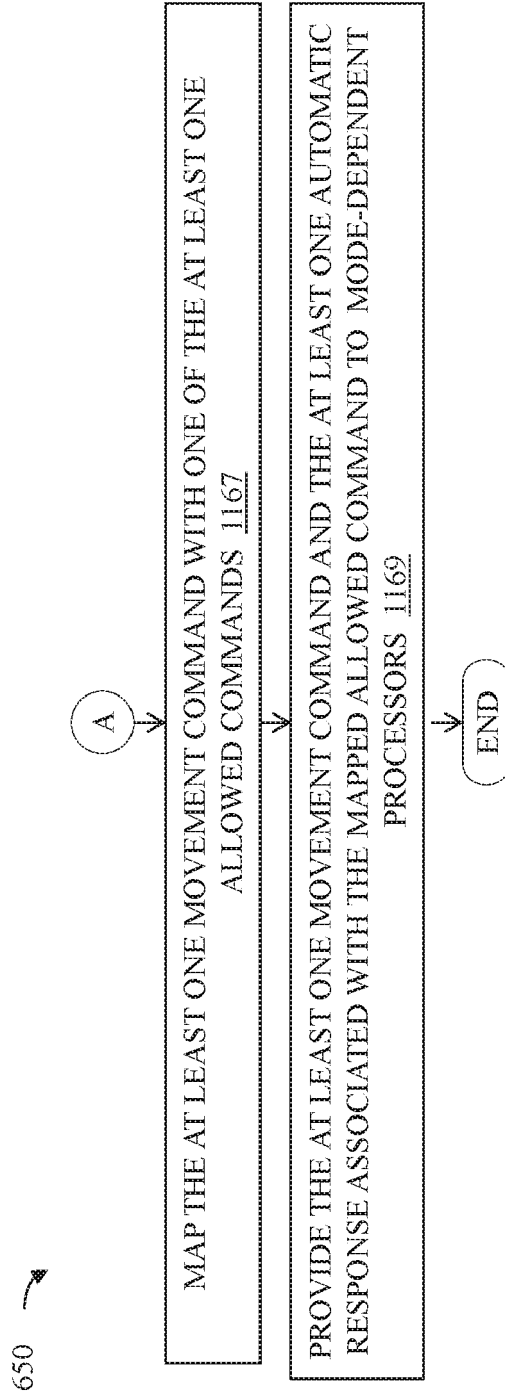 650
A
MAP THE AT LEAST ONE MOVEMENT COMMAND WITH ONE OF THE AT LEAST ONE
ALLOWED COMMANDS 1167
PROVIDE THE AT LEAST ONE MOVEMENT COMMAND AND THE AT LEAST ONE AUTOMATIC
RESPONSE ASSOCIATED WITH THE MAPPED ALLOWED COMMAND TO MODE-DEPENDENT
PROCESSORS 1169
END